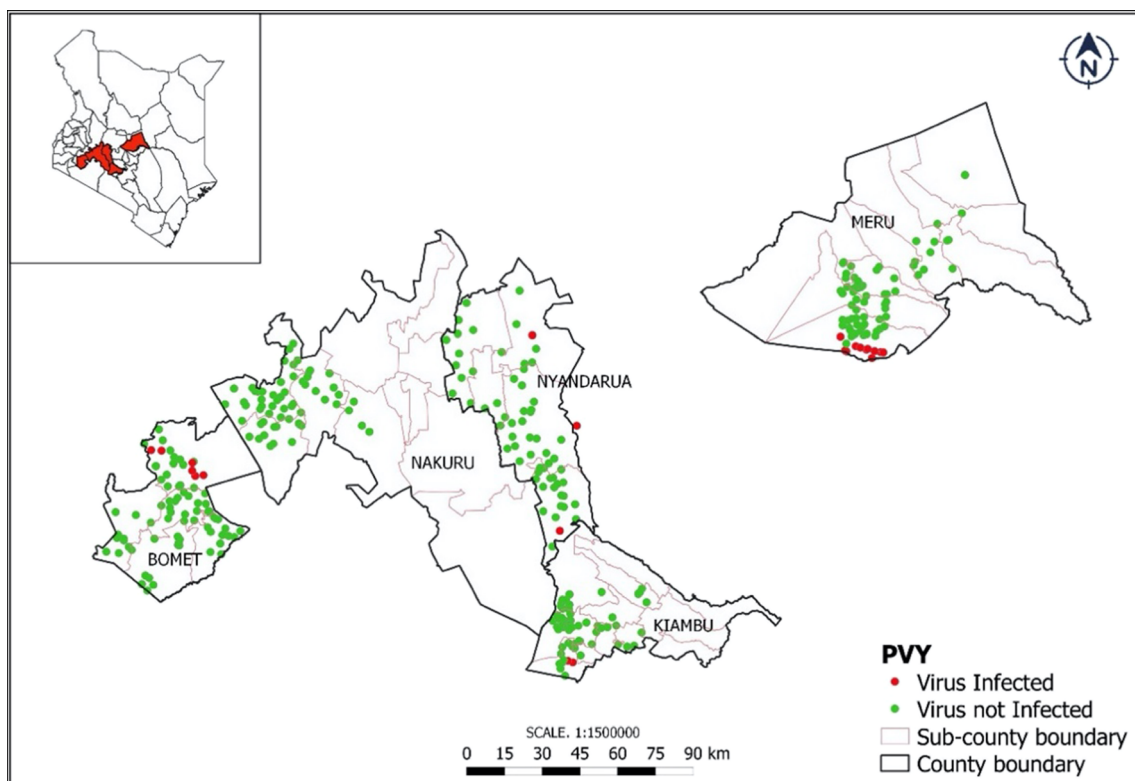 N
MERU
NYANDARUA
NAKURU
BOMET
KIAMBU
PVY
Virus Infected
Virus not Infected
Sub-county boundary
County boundary
SCALE. 1:1500000
0 15 30 45 60 75 90 km